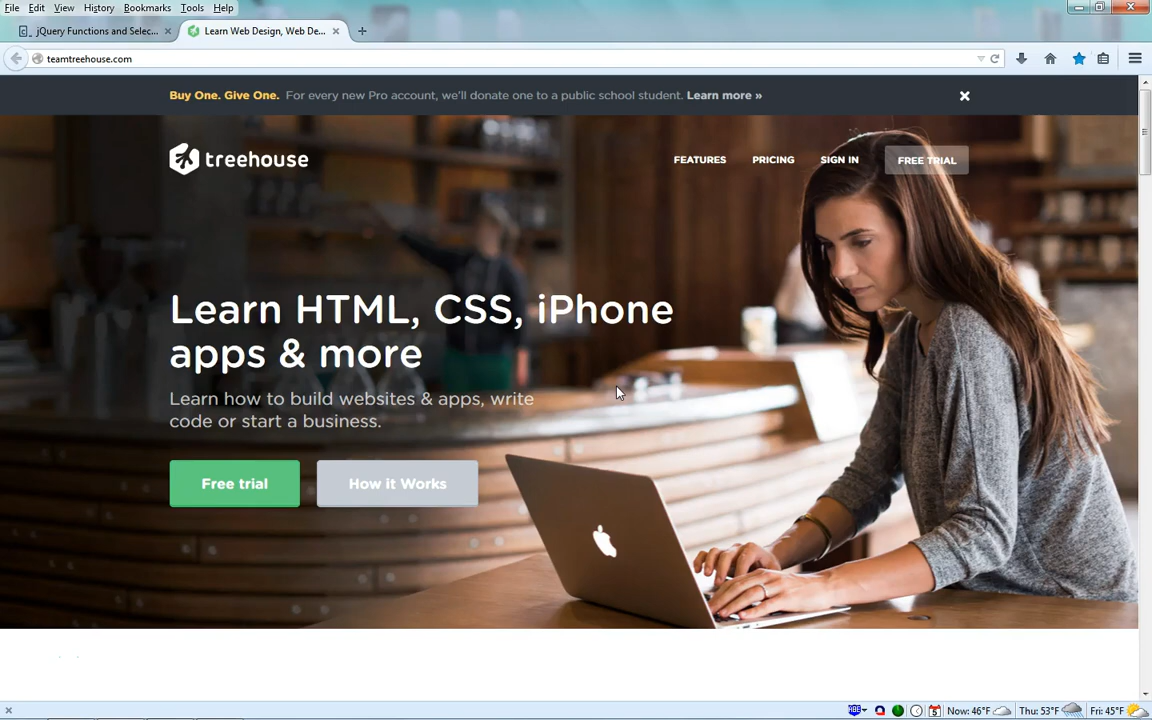 File Edit View History Bookmarks Tools Help
jQuery Functions and Selec...
Learn Web Design, Web De...
teamtreehouse.com
Buy One. Give One. For every new Pro account, we'll donate one to a public school student. Learn more »
treehouse
FEATURES PRICING SIGN IN FREE TRIAL
Learn HTML, CSS, iPhone
apps & more
Learn how to build websites & apps, write
code or start a business.
Free trial
How it Works
Now: 46°F Thu: 53°F Fri: 45°F